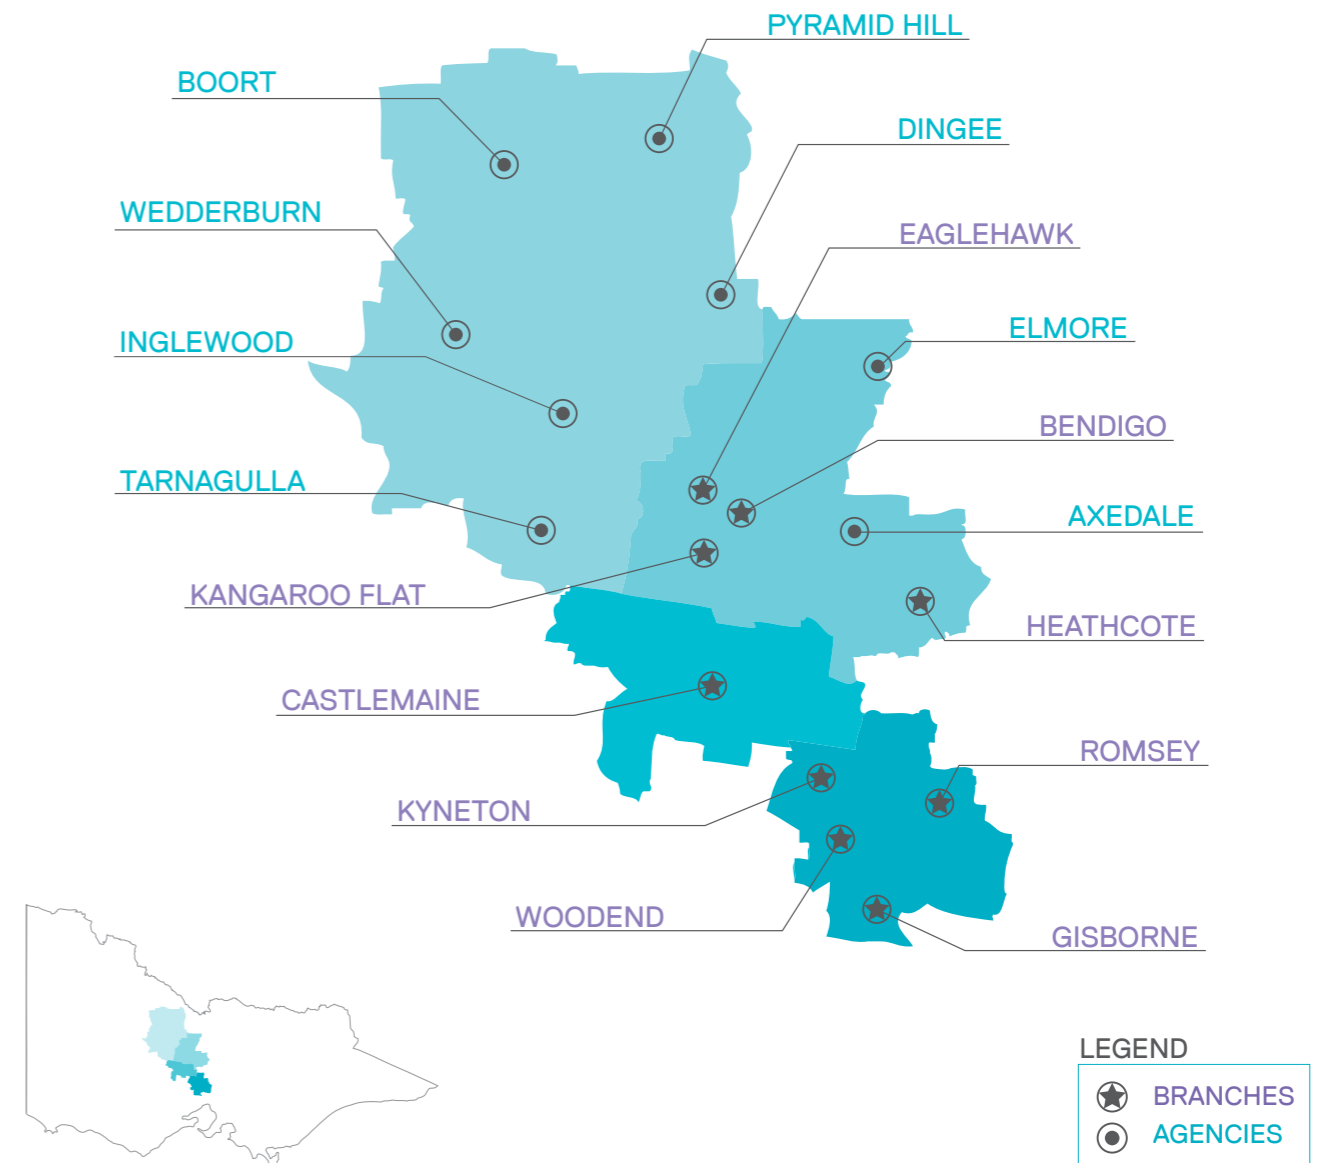 PYRAMID HILL
BOORT
DINGEE
WEDDERBURN
EAGLEHAWK
ELMORE
INGLEWOOD
BENDIGO
TARNAGULLA
AXEDALE
KANGAROO FLAT
HEATHCOTE
CASTLEMAINE
ROMSEY
KYNETON
WOODEND
GISBORNE
LEGEND
BRANCHES
AGENCIES